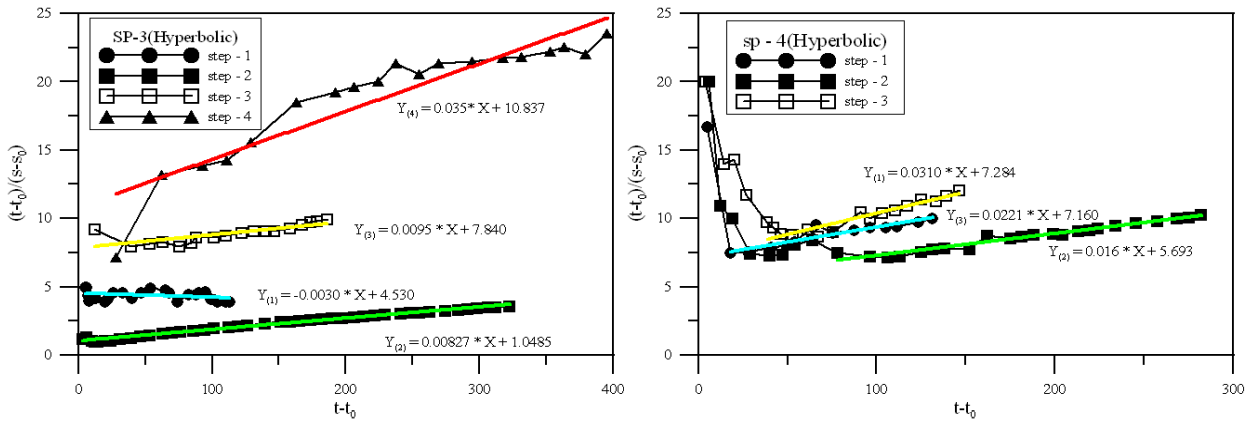 SP-3(Hyperbolic)
step - 1
step - 2
step - 3
step - 4
Y(4) = 0.035* X + 10.837
Y(3) = 0.0095* X + 7.840
Y(1) = -0.0030 * X + 4.530
Y(2) = 0.00827 * X + 1.0485
(t-t0)/(s-s0)
25
20
15
10
5
0
0 100 200 300 400
t-t0
sp - 4(Hyperbolic)
step - 1
step - 2
step - 3
Y(1) = 0.0310 * X + 7.284
Y(3) = 0.0221 * X + 7.160
Y(2) = 0.016 * X + 5.693
(t-t0)/(s-s0)
25
20
15
10
5
0
0 100 200 300
t-t0